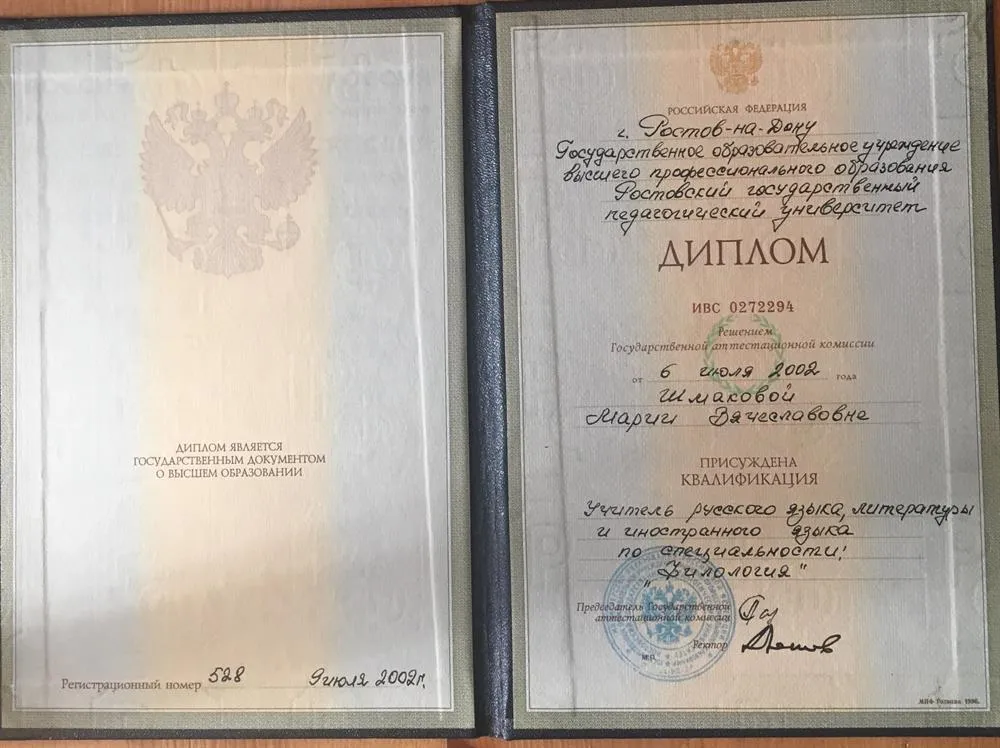 ДИПЛОМ ЯВЛЯЕТСЯ
ГОСУДАРСТВЕННЫМ ДОКУМЕНТОМ
О ВЫСШЕМ ОБРАЗОВАНИИ
Регистрационный номер 528 9 июля 2002г.
РОССИЙСКАЯ ФЕДЕРАЦИЯ
г. Ростов-на-Дону
Государственное образовательное учреждение
высшего профессионального образования
Ростовский государственный
педагогический университет
ДИПЛОМ
ИВС 0272294
Решением
Государственной аттестационной комиссии
от 6 июля 2002 года
Шмаковой
Марии Вячеславовне
ПРИСУЖДЕНА
КВАЛИФИКАЦИЯ
Учитель русского языка, литературы
и иностранного языка
по специальности:
"Филология"
Председатель Государственной
аттестационной комиссии
Ректор
М.П.
МПФ Гознака. 1996.